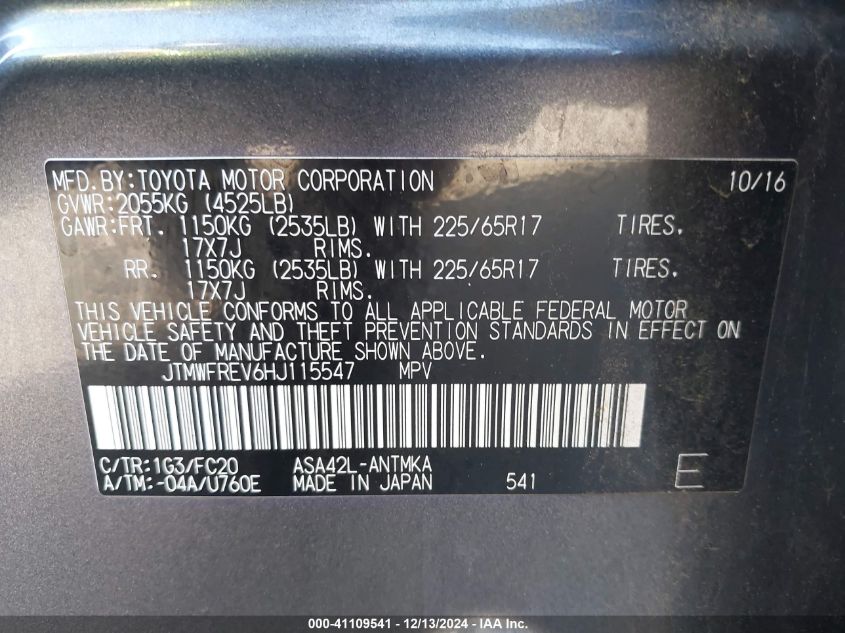 MFD.BY:TOYOTA MOTOR CORPORATION 10/16
GVWR:2055KG (4525LB)
GAWR:FRT. 1150KG (2535LB) WITH 225/65R17 TIRES,
17X7J RIMS.
RR. 1150KG (2535LB) WITH 225/65R17 TIRES.
17X7J RIMS.
THIS VEHICLE CONFORMS TO ALL APPLICABLE FEDERAL MOTOR
VEHICLE SAFETY AND THEFT PREVENTION STANDARDS IN EFFECT ON
THE DATE OF MANUFACTURE SHOWN ABOVE.
JTMWFREV6HJ115547 MPV
C/TR:1G3/FC20 ASA42L-ANTMKA
A/TM:-04A/U760E MADE IN JAPAN 541 E
000-41109541 - 12/13/2024 - IAA Inc.